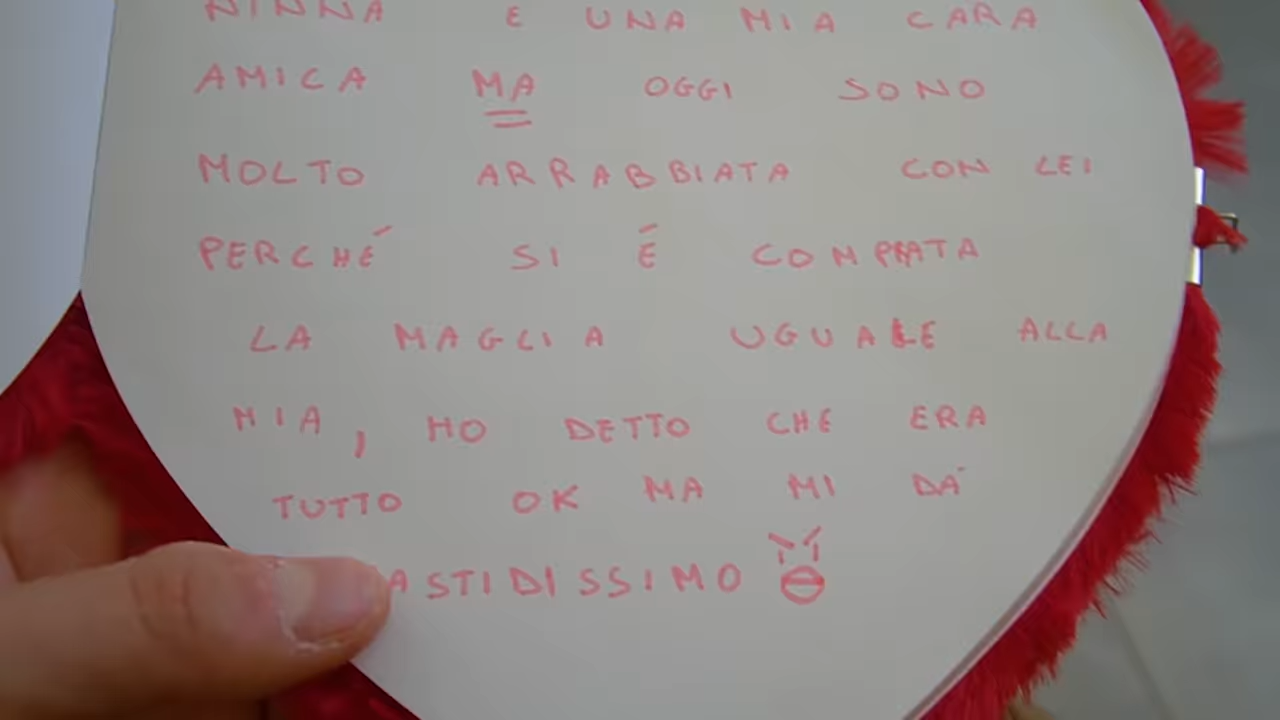 NINNA E UNA MIA CARA
AMICA MA OGGI SONO
MOLTO ARRABBIATA CON LEI
PERCHÉ SI É COMPRATA
LA MAGLIA UGUALE ALLA
MIA, HO DETTO CHE ERA
TUTTO OK MA MI DÁ
ASTIDISSIMO